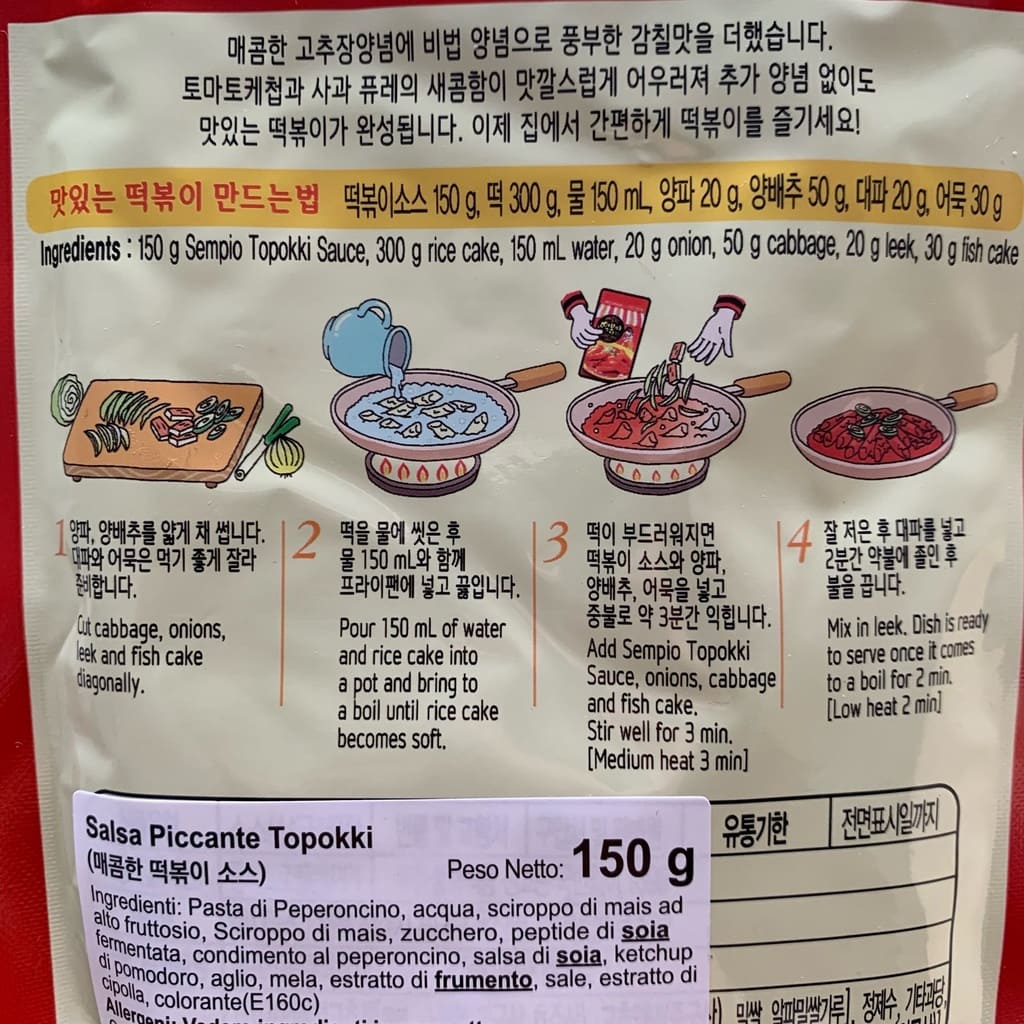 매콤한 고추장양념에 비법 양념으로 풍부한 감칠맛을 더했습니다.
토마토케첩과 사과 퓨레의 새콤함이 맛깔스럽게 어우러져 추가 양념 없이도
맛있는 떡볶이가 완성됩니다. 이제 집에서 간편하게 떡볶이를 즐기세요!
맛있는 떡볶이 만드는법 떡볶이소스 150 g, 떡 300 g, 물 150 mL, 양파 20 g, 양배추 50 g, 대파 20 g, 어묵 30 g
Ingredients : 150 g Sempio Topokki Sauce, 300 g rice cake, 150 mL water, 20 g onion, 50 g cabbage, 20 g leek, 30 g fish cake
1
양파, 양배추를 얇게 채 썹니다.
대파와 어묵은 먹기 좋게 잘라
준비합니다.
Cut cabbage, onions,
leek and fish cake
diagonally.
2
떡을 물에 씻은 후
물 150 mL와 함께
프라이팬에 넣고 끓입니다.
Pour 150 mL of water
and rice cake into
a pot and bring to
a boil until rice cake
becomes soft.
3
떡이 부드러워지면
떡볶이 소스와 양파,
양배추, 어묵을 넣고
중불로 약 3분간 익힙니다.
Add Sempio Topokki
Sauce, onions, cabbage
and fish cake.
Stir well for 3 min.
[Medium heat 3 min]
4
잘 저은 후 대파를 넣고
2분간 약불에 졸인 후
불을 끕니다.
Mix in leek. Dish is ready
to serve once it comes
to a boil for 2 min.
[Low heat 2 min]
유통기한 전면표시일까지
Salsa Piccante Topokki
(매콤한 떡볶이 소스) Peso Netto: 150 g
Ingredienti: Pasta di Peperoncino, acqua, sciroppo di mais ad
alto fruttosio, Sciroppo di mais, zucchero, peptide di soia
fermentata, condimento al peperoncino, salsa di soia, ketchup
di pomodoro, aglio, mela, estratto di frumento, sale, estratto di
cipolla, colorante(E160c)
Allergeni: Vedere ingredienti in
밀쌀 알파밀쌀가루], 정제수, 기타과당,